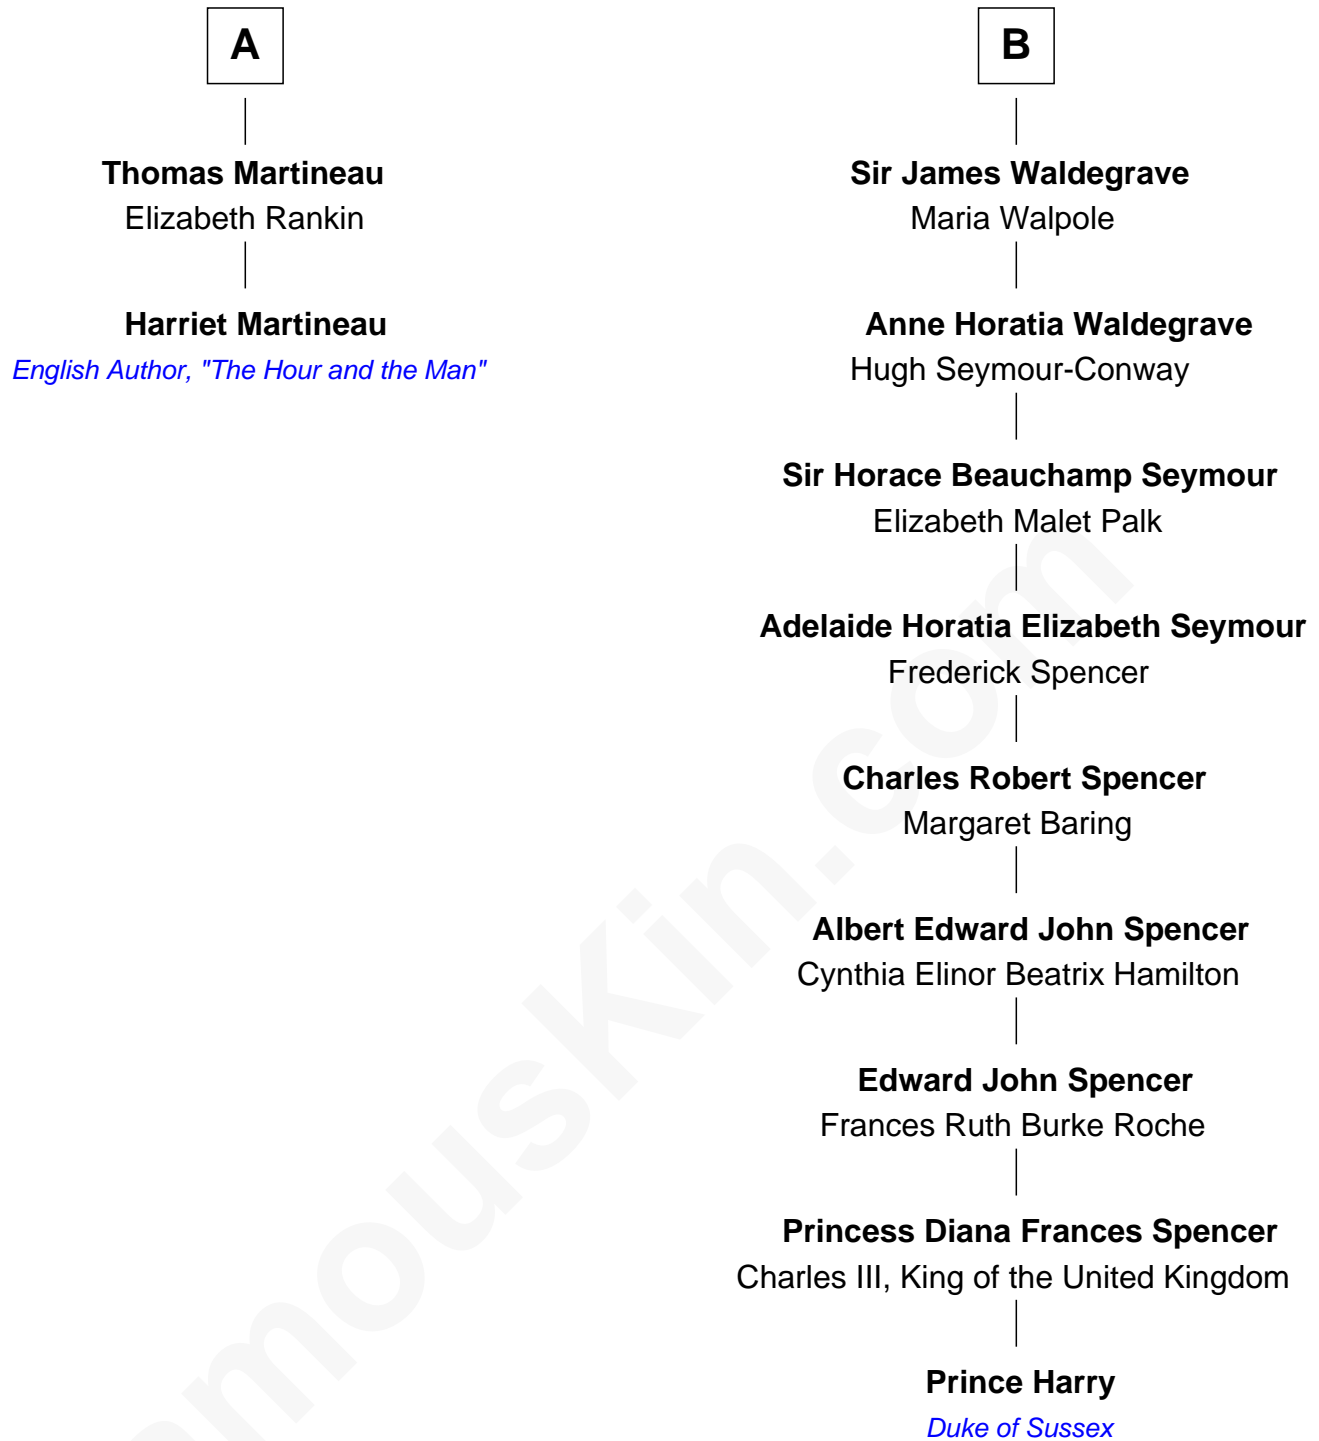 A
Thomas Martineau
Elizabeth Rankin
Harriet Martineau
English Author, "The Hour and the Man"
B
Sir James Waldegrave
Maria Walpole
Anne Horatia Waldegrave
Hugh Seymour-Conway
Sir Horace Beauchamp Seymour
Elizabeth Malet Palk
Adelaide Horatia Elizabeth Seymour
Frederick Spencer
Charles Robert Spencer
Margaret Baring
Albert Edward John Spencer
Cynthia Elinor Beatrix Hamilton
Edward John Spencer
Frances Ruth Burke Roche
Princess Diana Frances Spencer
Charles III, King of the United Kingdom
Prince Harry
Duke of Sussex
amouskin.com